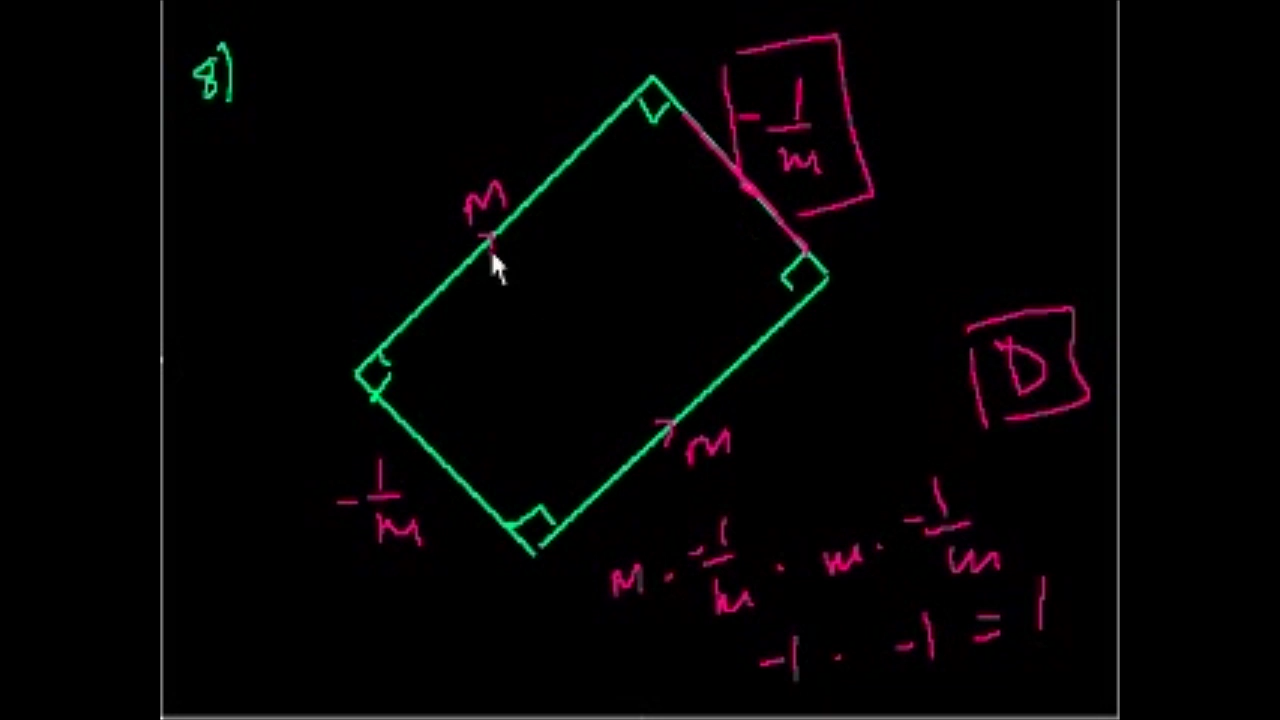 8)
- 1/m
m
D
m
- 1/m
m · -1/m · m · -1/m
-1 · -1 = 1